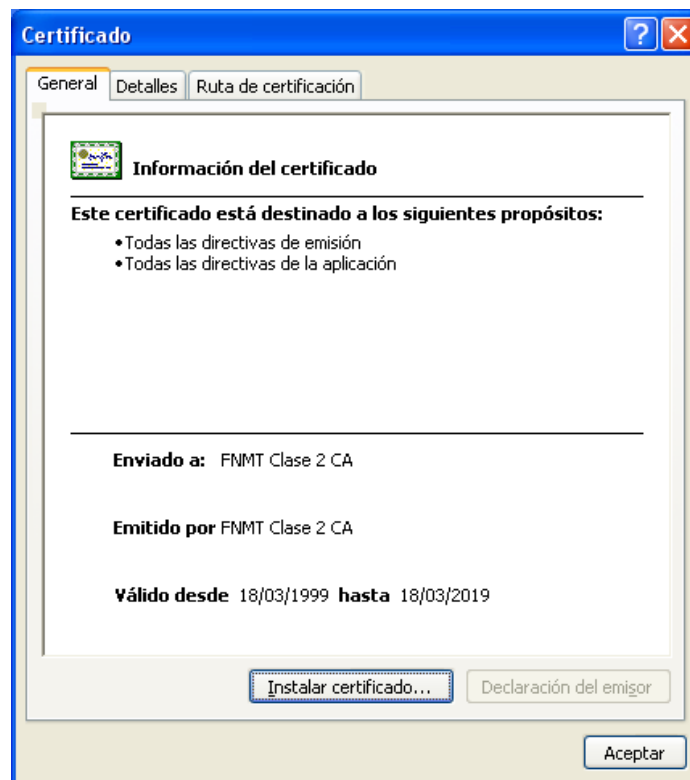 Certificado
General Detalles Ruta de certificación
Información del certificado
Este certificado está destinado a los siguientes propósitos:
•Todas las directivas de emisión
•Todas las directivas de la aplicación
Enviado a: FNMT Clase 2 CA
Emitido por FNMT Clase 2 CA
Válido desde 18/03/1999 hasta 18/03/2019
Instalar certificado... Declaración del emisor
Aceptar